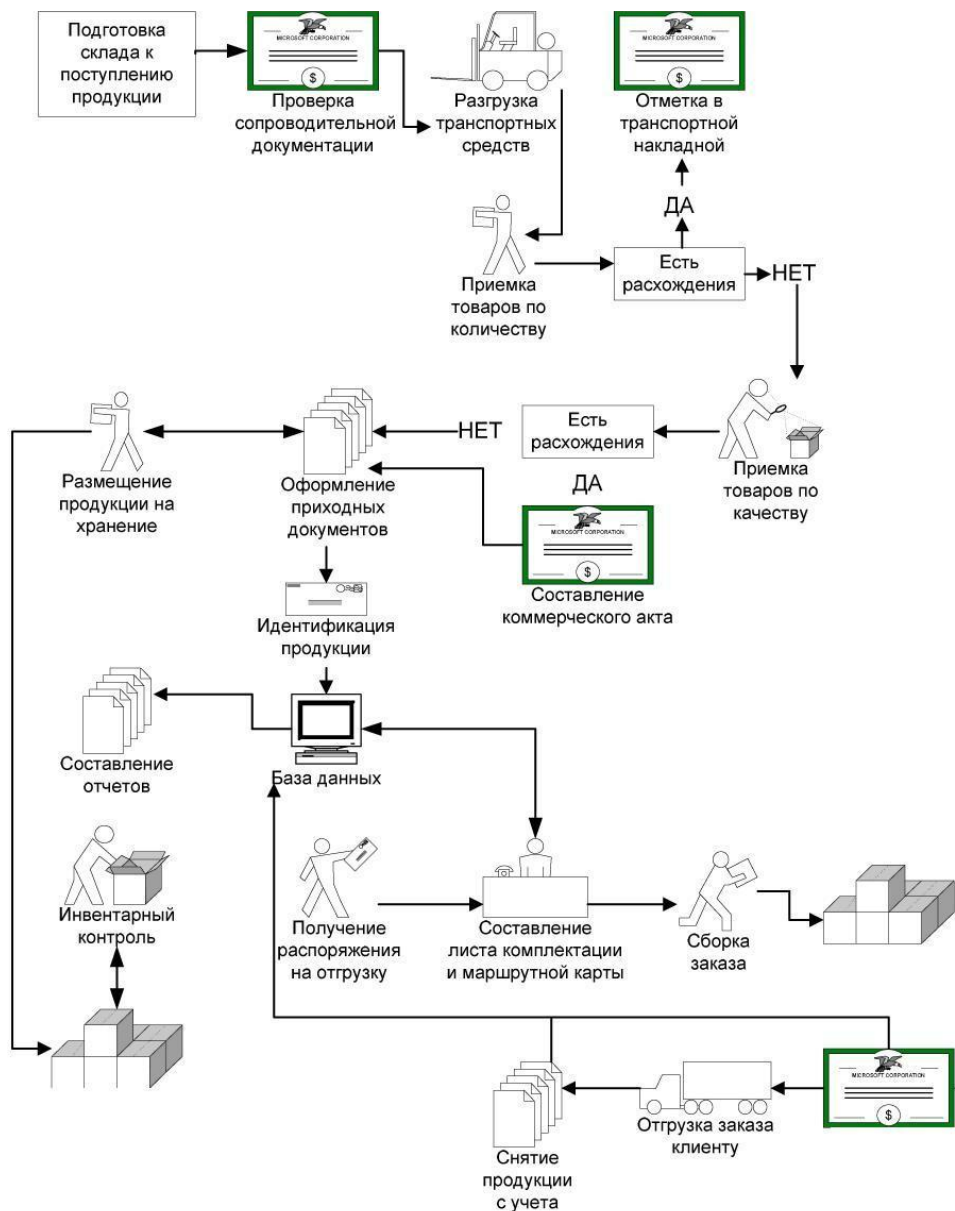 Подготовка
склада к
поступлению
продукции
MICROSOFT CORPORATION
$
Проверка
сопроводительной
документации
Разгрузка
транспортных
средств
MICROSOFT CORPORATION
$
Отметка в
транспортной
накладной
ДА
Приемка
товаров по
количеству
Есть
расхождения
НЕТ
Приемка
товаров по
качеству
Есть
расхождения
НЕТ
ДА
MICROSOFT CORPORATION
$
Составление
коммерческого акта
Оформление
приходных
документов
Размещение
продукции на
хранение
Идентификация
продукции
База данных
Составление
отчетов
Инвентарный
контроль
Получение
распоряжения
на отгрузку
Составление
листа комплектации
и маршрутной карты
Сборка
заказа
MICROSOFT CORPORATION
$
Отгрузка заказа
клиенту
Снятие
продукции
с учета